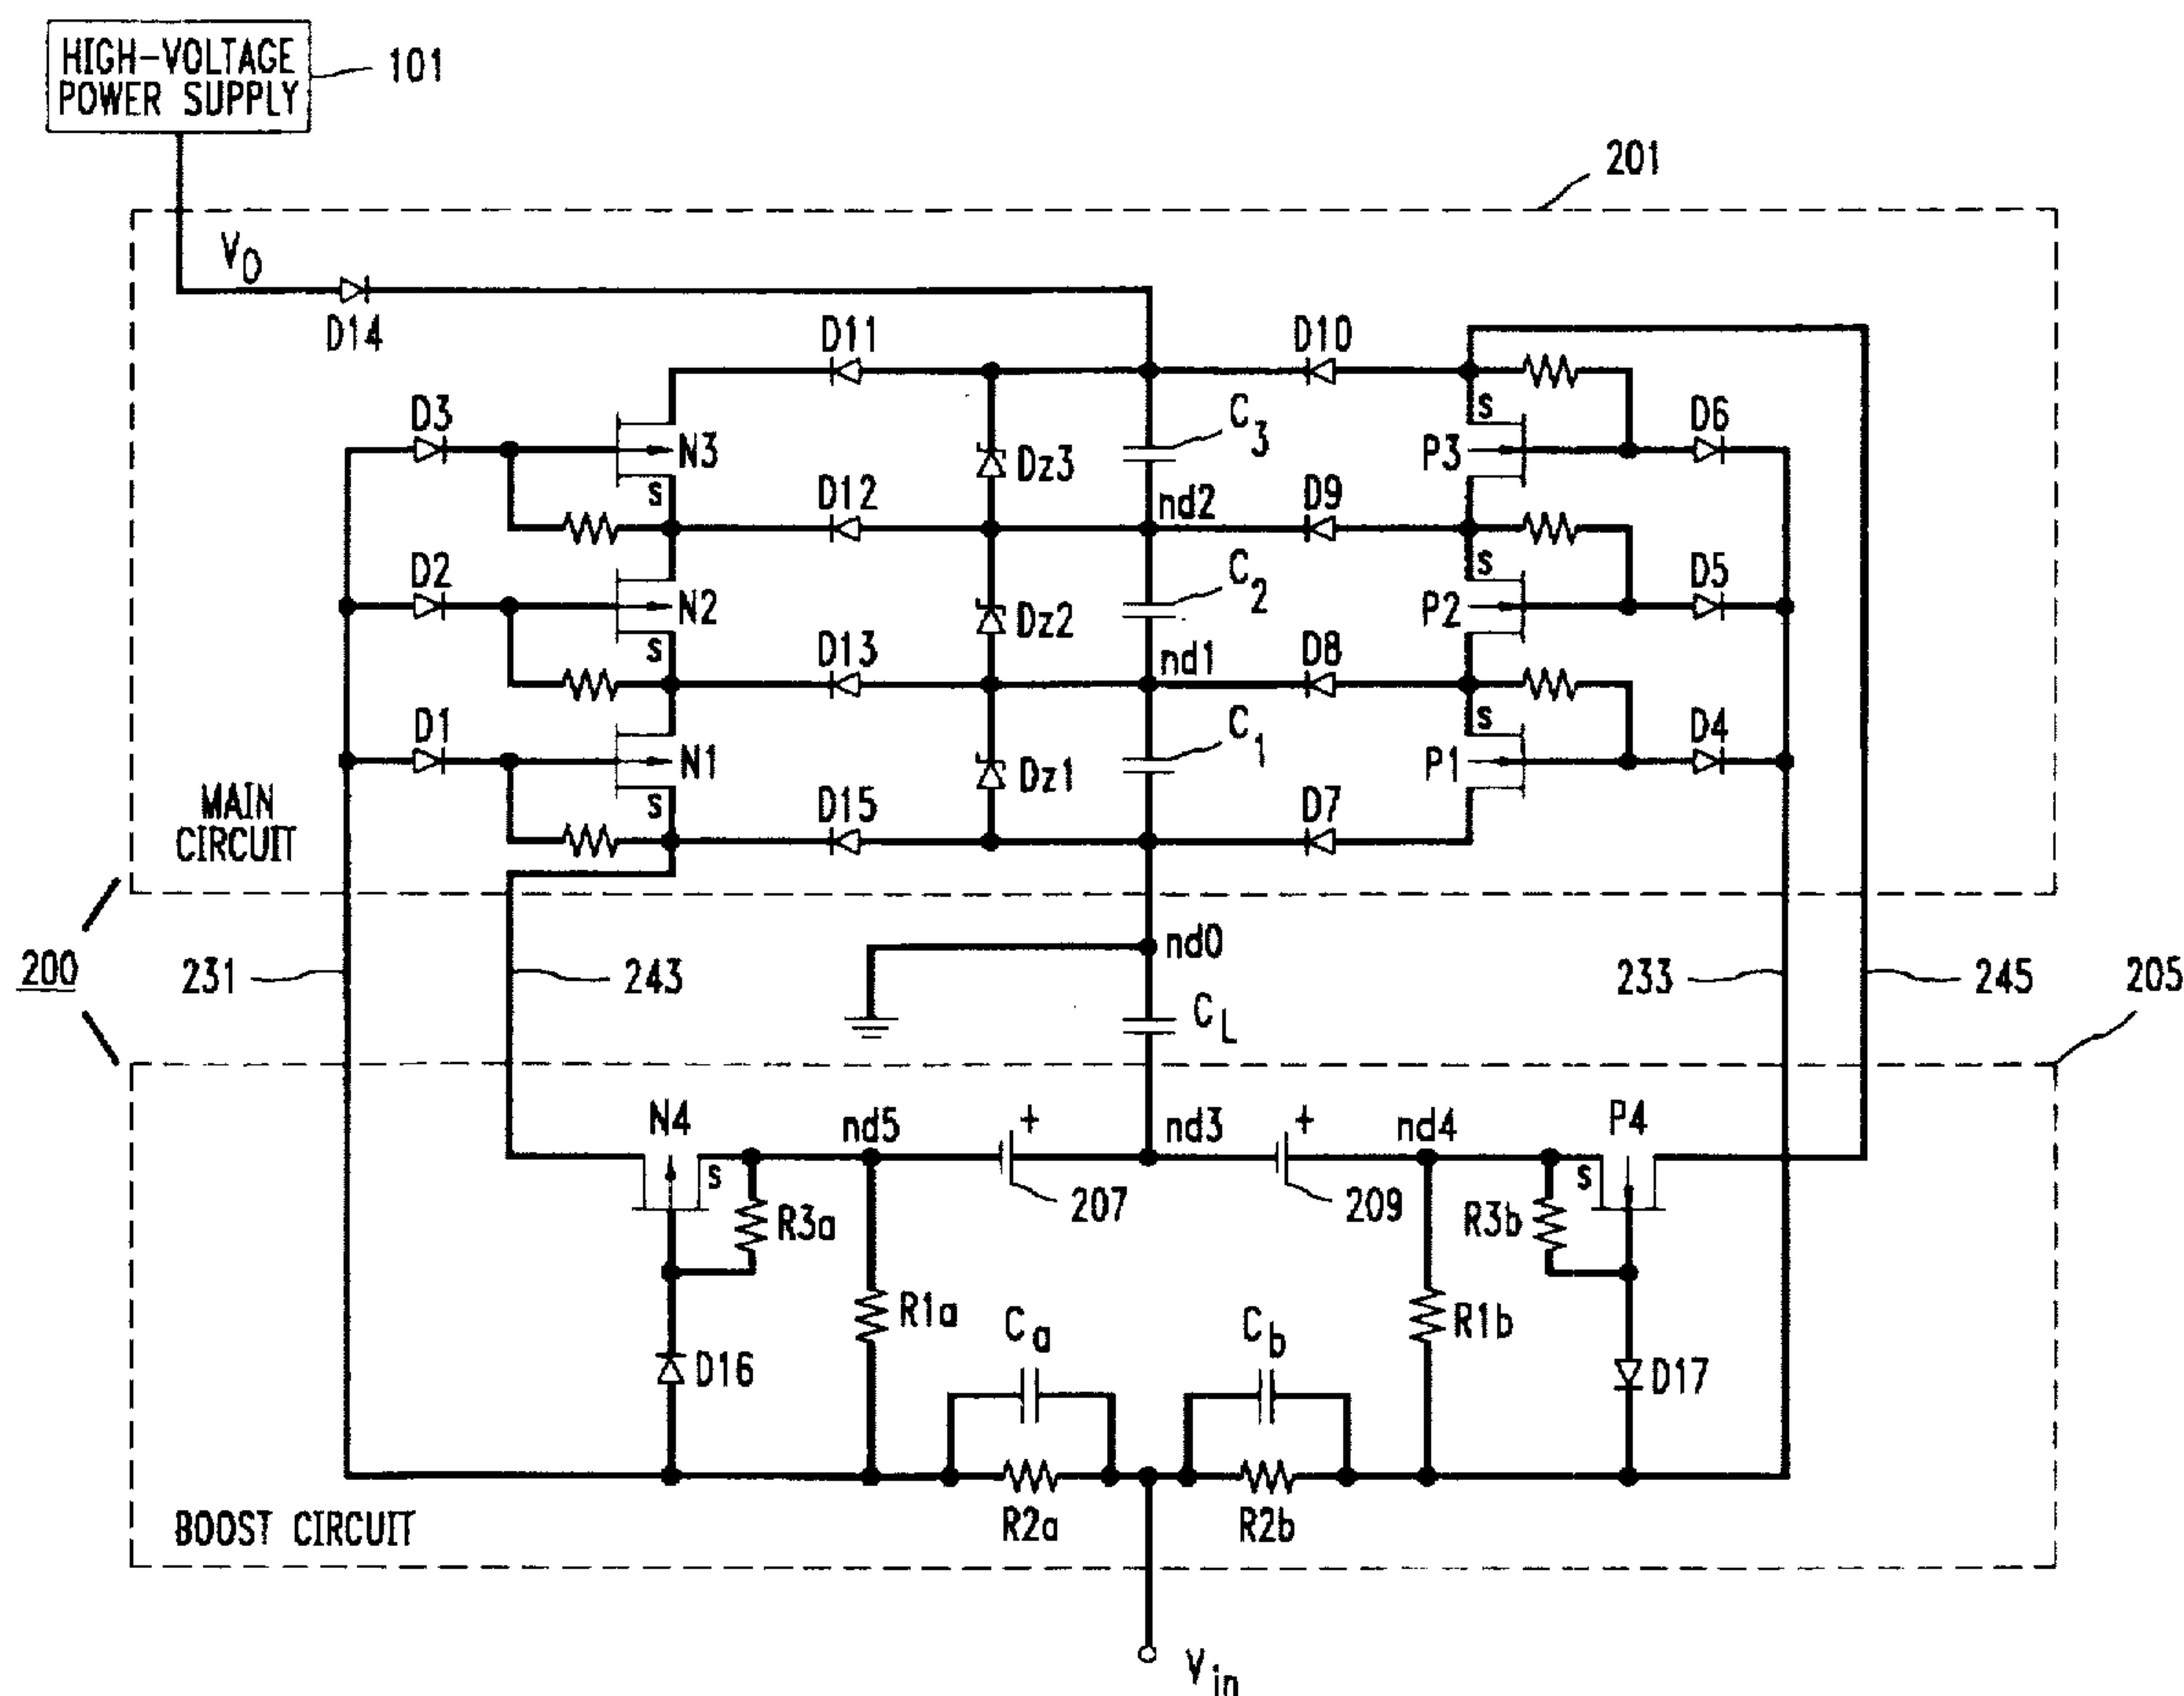 HIGH-VOLTAGE
POWER SUPPLY
101
201
V0
D14
D11
D10
D3
N3
s
Dz3
C3
s
P3
D6
D12
nd2
D9
D2
N2
s
Dz2
C2
s
P2
D5
D13
nd1
D8
D1
N1
s
Dz1
C1
s
P1
D4
D15
D7
MAIN
CIRCUIT
200
231
243
nd0
CL
233
245
205
N4
s
nd5
+
nd3
+
nd4
P4
s
R3a
207
209
R3b
R1a
Ca
Cb
R1b
D16
D17
R2a
R2b
BOOST CIRCUIT
Vin